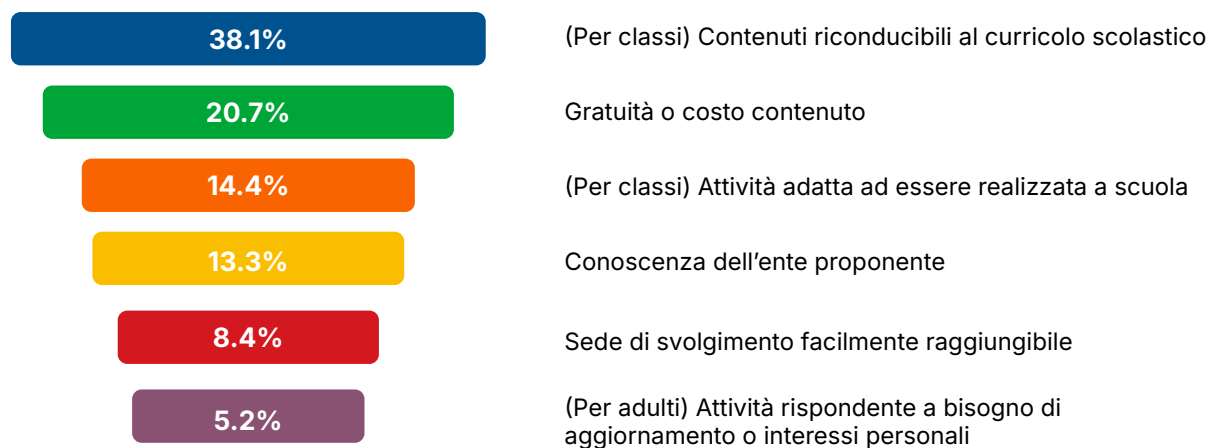 38.1% (Per classi) Contenuti riconducibili al curricolo scolastico
20.7% Gratuità o costo contenuto
14.4% (Per classi) Attività adatta ad essere realizzata a scuola
13.3% Conoscenza dell’ente proponente
8.4% Sede di svolgimento facilmente raggiungibile
5.2% (Per adulti) Attività rispondente a bisogno di
aggiornamento o interessi personali